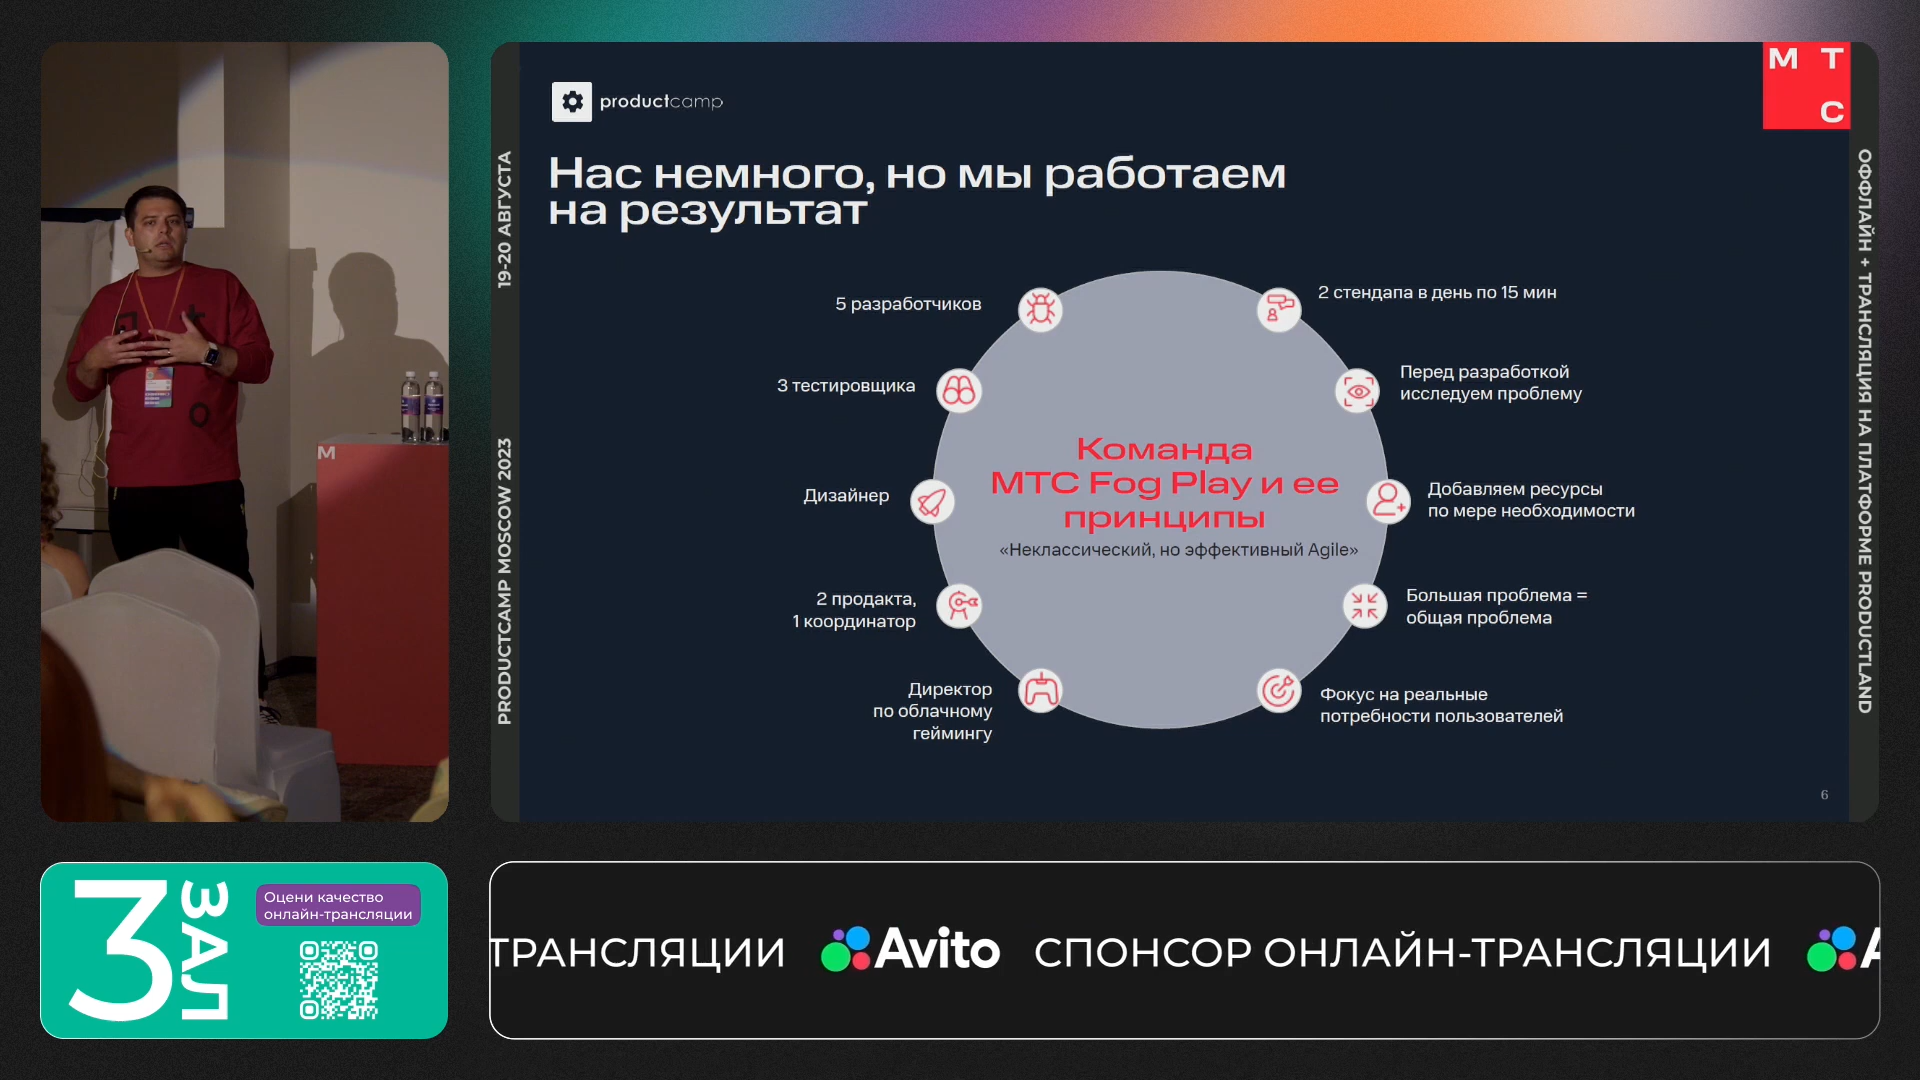 productcamp
М Т
С
Нас немного, но мы работаем
на результат
19-20 АВГУСТА
PRODUCTCAMP MOSCOW 2023
ОФФЛАЙН + ТРАНСЛЯЦИЯ НА ПЛАТФОРМЕ PRODUCTLAND
5 разработчиков
3 тестировщика
Дизайнер
2 продакта,
1 координатор
Директор
по облачному
геймингу
Команда
МТС Fog Play и ее
принципы
«Неклассический, но эффективный Agile»
2 стендапа в день по 15 мин
Перед разработкой
исследуем проблему
Добавляем ресурсы
по мере необходимости
Большая проблема =
общая проблема
Фокус на реальные
потребности пользователей
6
М
3
ЗАЛ
Оцени качество
онлайн-трансляции
ТРАНСЛЯЦИИ Avito СПОНСОР ОНЛАЙН-ТРАНСЛЯЦИИ A